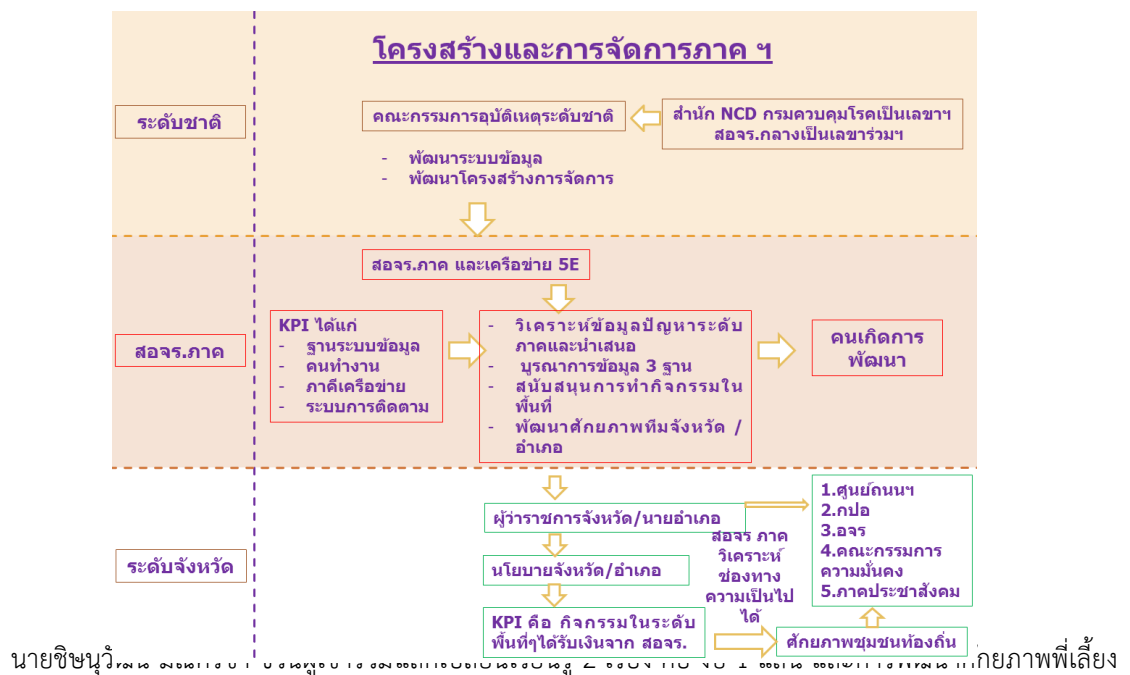 โครงสร้างและการจัดการภาค ฯ
ระดับชาติ
คณะกรรมการอุบัติเหตุระดับชาติ
สำนัก NCD กรมควบคุมโรคเป็นเลขาฯ
สอจร.กลางเป็นเลขาร่วมฯ
- พัฒนาระบบข้อมูล
- พัฒนาโครงสร้างการจัดการ
สอจร.ภาค และเครือข่าย 5E
สอจร.ภาค
KPI ได้แก่
- ฐานระบบข้อมูล
- คนทำงาน
- ภาคีเครือข่าย
- ระบบการติดตาม
- วิเคราะห์ข้อมูลปัญหาระดับ
ภาคและนำเสนอ
- บูรณาการข้อมูล 3 ฐาน
- สนับสนุนการทำกิจกรรมใน
พื้นที่
- พัฒนาศักยภาพทีมจังหวัด /
อำเภอ
คนเกิดการ
พัฒนา
ระดับจังหวัด
ผู้ว่าราชการจังหวัด/นายอำเภอ
นโยบายจังหวัด/อำเภอ
KPI คือ กิจกรรมในระดับ
พื้นที่ๆได้รับเงินจาก สอจร.
สอจร ภาค
วิเคราะห์
ช่องทาง
ความเป็นไป
ได้
1.ศูนย์ถนนฯ
2.กปอ
3.อจร
4.คณะกรรมการ
ความมั่นคง
5.ภาคประชาสังคม
ศักยภาพชุมชนท้องถิ่น
กยภาพพี่เลี้ยง